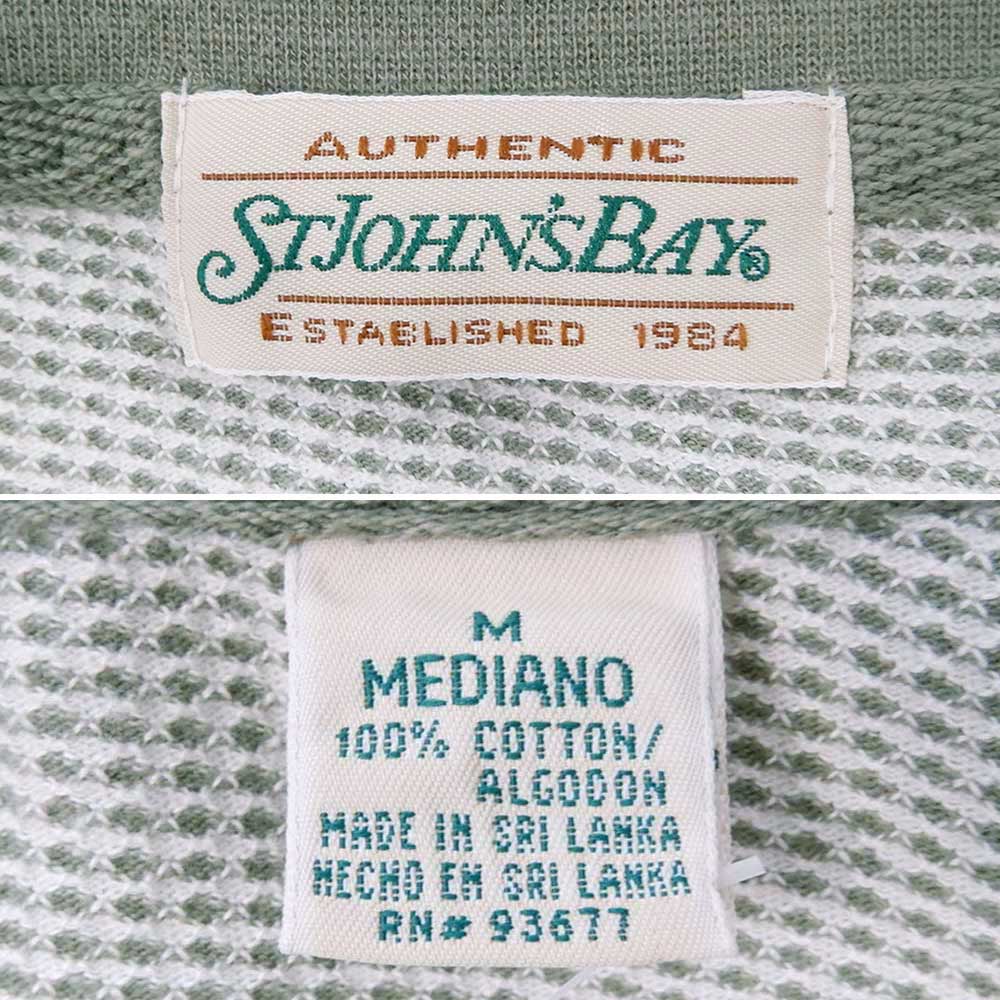 AUTHENTIC
ST JOHN'S BAY®
ESTABLISHED 1984
M
MEDIANO
100% COTTON/
ALGODON
MADE IN SRI LANKA
HECHO EN SRI LANKA
RN# 93677